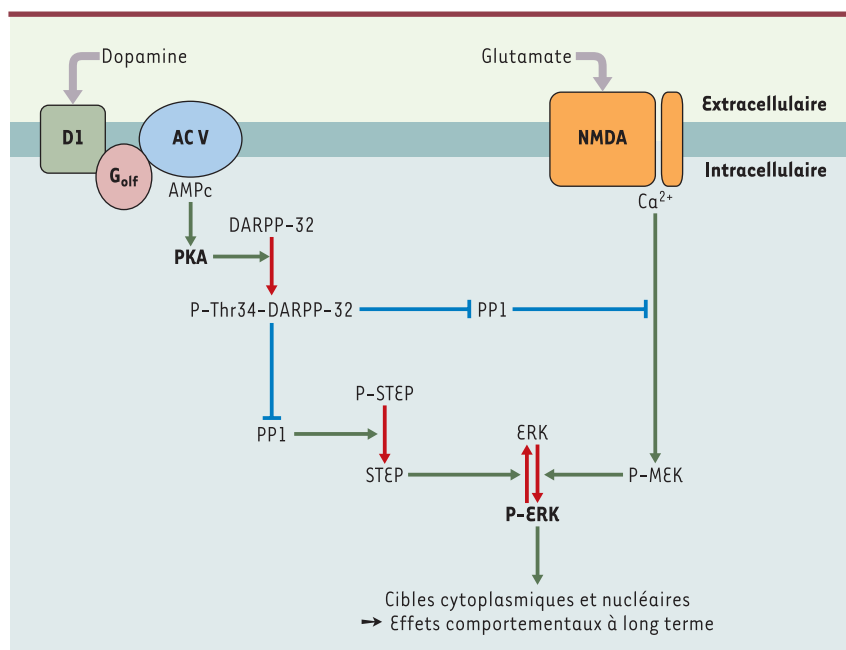 Dopamine
Glutamate
Extracellulaire
D1
AC V
NMDA
Golf
Intracellulaire
AMPc
Ca²⁺
DARPP-32
PKA
P-Thr34-DARPP-32
PP1
P-STEP
PP1
ERK
STEP
P-MEK
P-ERK
Cibles cytoplasmiques et nucléaires
➞ Effets comportementaux à long terme